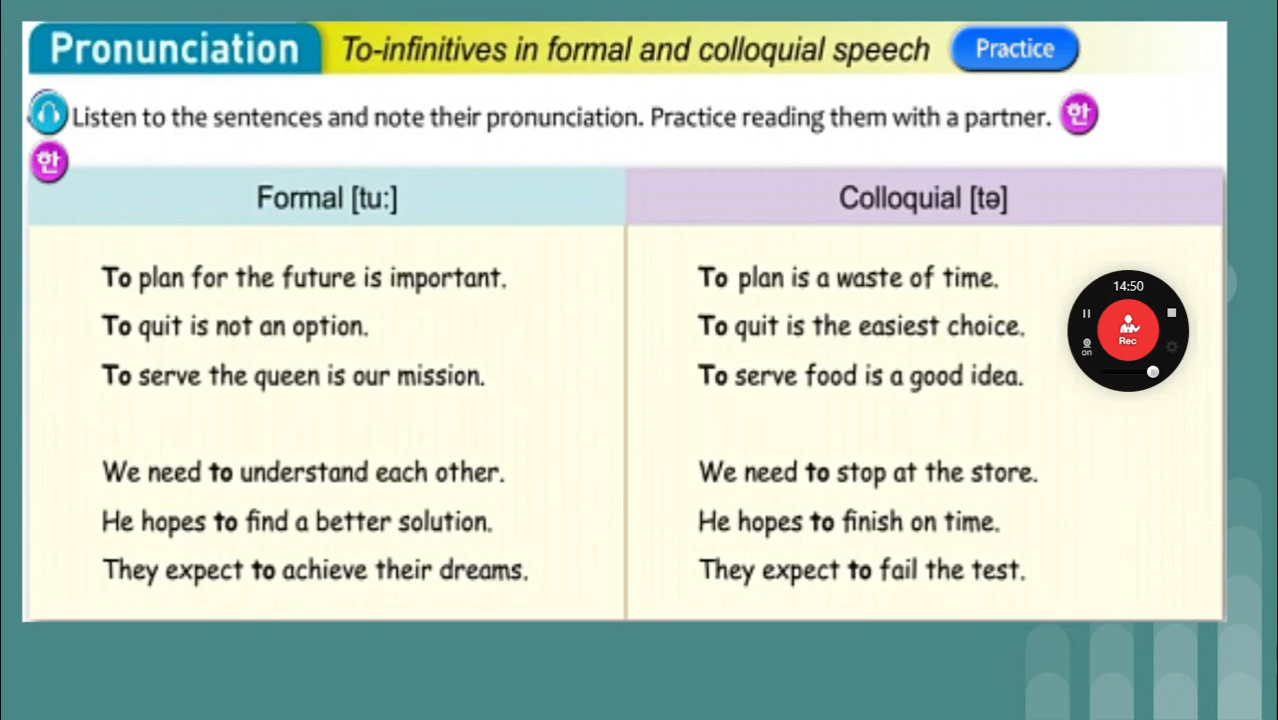 Pronunciation To-infinitives in formal and colloquial speech Practice
Listen to the sentences and note their pronunciation. Practice reading them with a partner. 한
한
Formal [tu:]
To plan for the future is important.
To quit is not an option.
To serve the queen is our mission.
We need to understand each other.
He hopes to find a better solution.
They expect to achieve their dreams.
Colloquial [tə]
To plan is a waste of time.
To quit is the easiest choice.
To serve food is a good idea.
We need to stop at the store.
He hopes to finish on time.
They expect to fail the test.
14:50
Rec
on